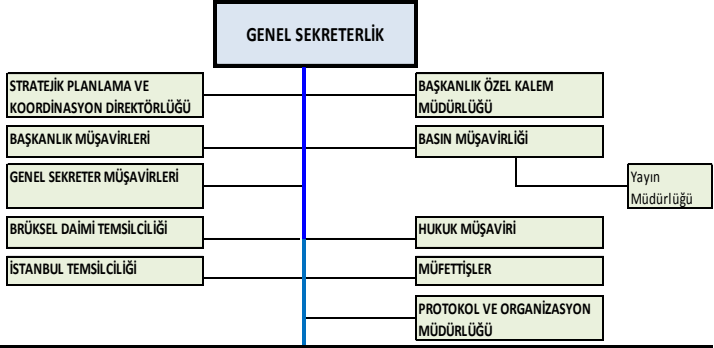 GENEL SEKRETERLİK
STRATEJİK PLANLAMA VE
KOORDİNASYON DİREKTÖRLÜĞÜ
BAŞKANLIK ÖZEL KALEM
MÜDÜRLÜĞÜ
BAŞKANLIK MÜŞAVİRLERİ
BASIN MÜŞAVİRLİĞİ
GENEL SEKRETER MÜŞAVİRLERİ
Yayın
Müdürlüğü
BRÜKSEL DAİMİ TEMSİLCİLİĞİ
HUKUK MÜŞAVİRİ
İSTANBUL TEMSİLCİLİĞİ
MÜFETTİŞLER
PROTOKOL VE ORGANİZASYON
MÜDÜRLÜĞÜ